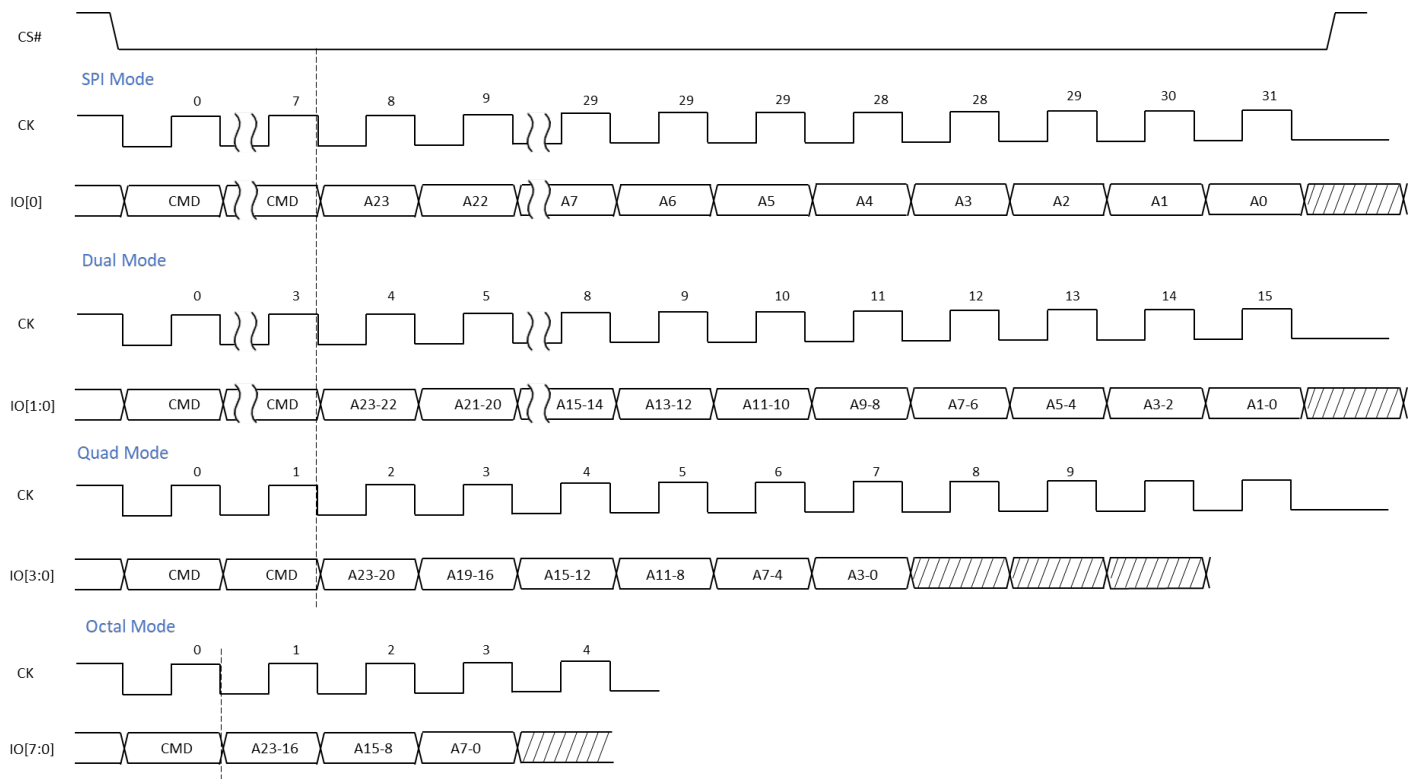 CS#
SPI Mode
0 7 8 9 29 29 29 28 28 29 30 31
CK
IO[0] CMD CMD A23 A22 A7 A6 A5 A4 A3 A2 A1 A0
Dual Mode
0 3 4 5 8 9 10 11 12 13 14 15
CK
IO[1:0] CMD CMD A23-22 A21-20 A15-14 A13-12 A11-10 A9-8 A7-6 A5-4 A3-2 A1-0
Quad Mode
0 1 2 3 4 5 6 7 8 9
CK
IO[3:0] CMD CMD A23-20 A19-16 A15-12 A11-8 A7-4 A3-0
Octal Mode
0 1 2 3 4
CK
IO[7:0] CMD A23-16 A15-8 A7-0